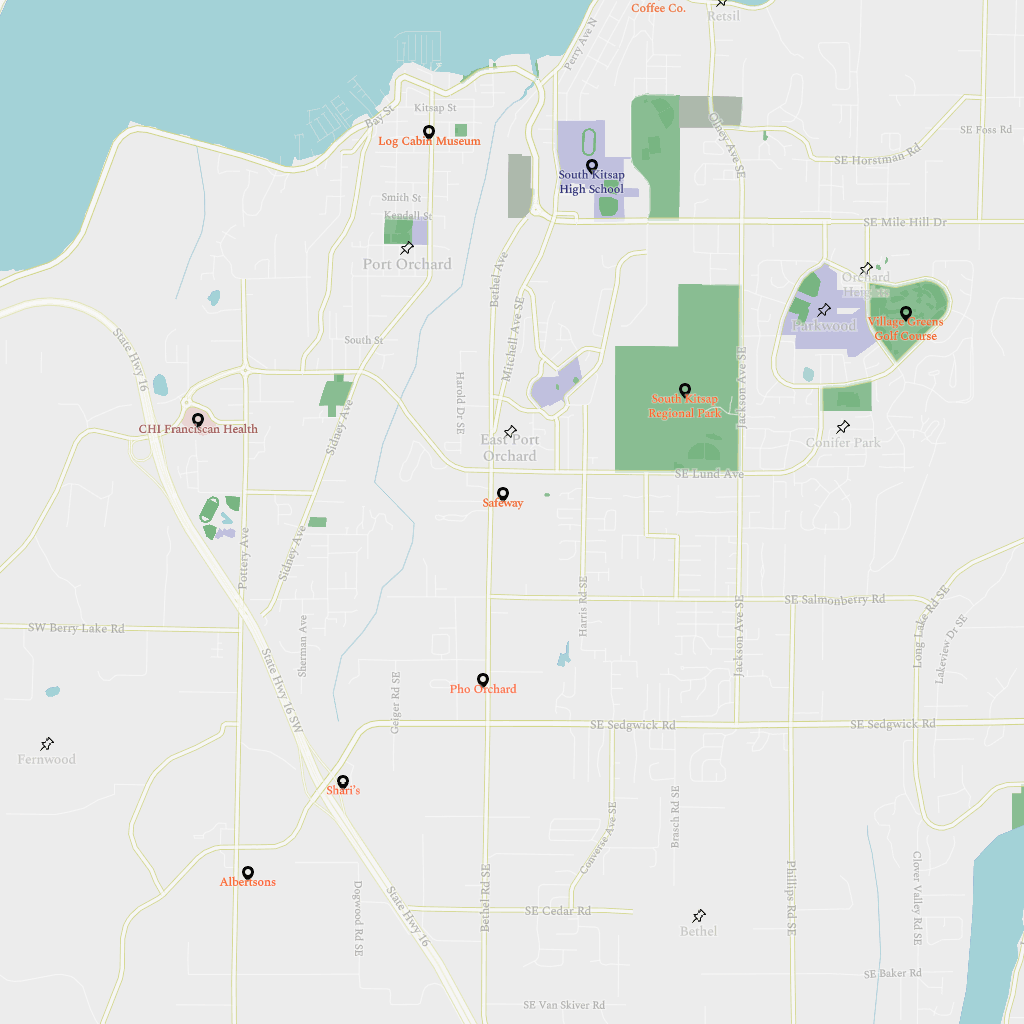 Coffee Co.
Retsil
Perry Ave N
Kitsap St
Bay St
Olney Ave SE
SE Foss Rd
Log Cabin Museum
SE Horstman Rd
South Kitsap
High School
Smith St
Kendall St
SE Mile Hill Dr
Port Orchard
Bethel Ave
Orchard
Heights
Parkwood
Village Greens
Golf Course
State Hwy 16
South St
Mitchell Ave SE
Harold Dr SE
Jackson Ave SE
South Kitsap
Regional Park
CHI Franciscan Health
Sidney Ave
East Port
Orchard
Conifer Park
SE Lund Ave
Safeway
Pottery Ave
Sidney Ave
Harris Rd SE
SE Salmonberry Rd
Long Lake Rd SE
Lakeview Dr SE
SW Berry Lake Rd
Sherman Ave
Jackson Ave SE
State Hwy 16 SW
Geiger Rd SE
Pho Orchard
SE Sedgwick Rd
SE Sedgwick Rd
Fernwood
Shari's
Converse Ave SE
Brasch Rd SE
Albertsons
Dogwood Rd SE
State Hwy 16
Bethel Rd SE
SE Cedar Rd
Phillips Rd SE
Clover Valley Rd SE
Bethel
SE Baker Rd
SE Van Skiver Rd